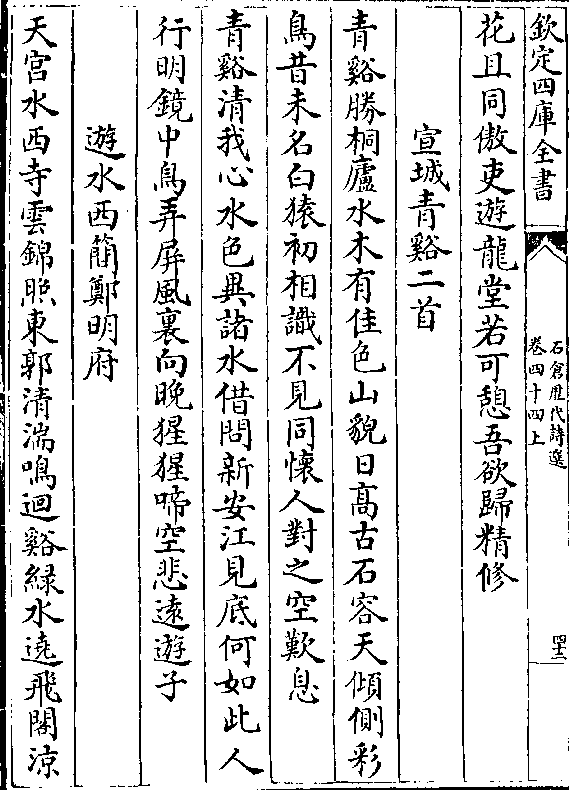 欽定四庫全書
石倉歴代詩選
卷四十四上
花且同傲吏遊龍堂若可憩吾欲歸精修
宣城青谿二首
青谿勝桐廬水木有佳色山貌日髙古石容天傾側彩
鳥昔未名白猿初相識不見同懷人對之空歎息
青谿清我心水色異諸水借問新安江見底何如此人
行明鏡中鳥弄屏風裏向晚猩猩啼空悲遠遊子
遊水西簡鄭明府
天宫水西寺雲錦照東郭清湍鳴迴谿緑水遶飛閣涼